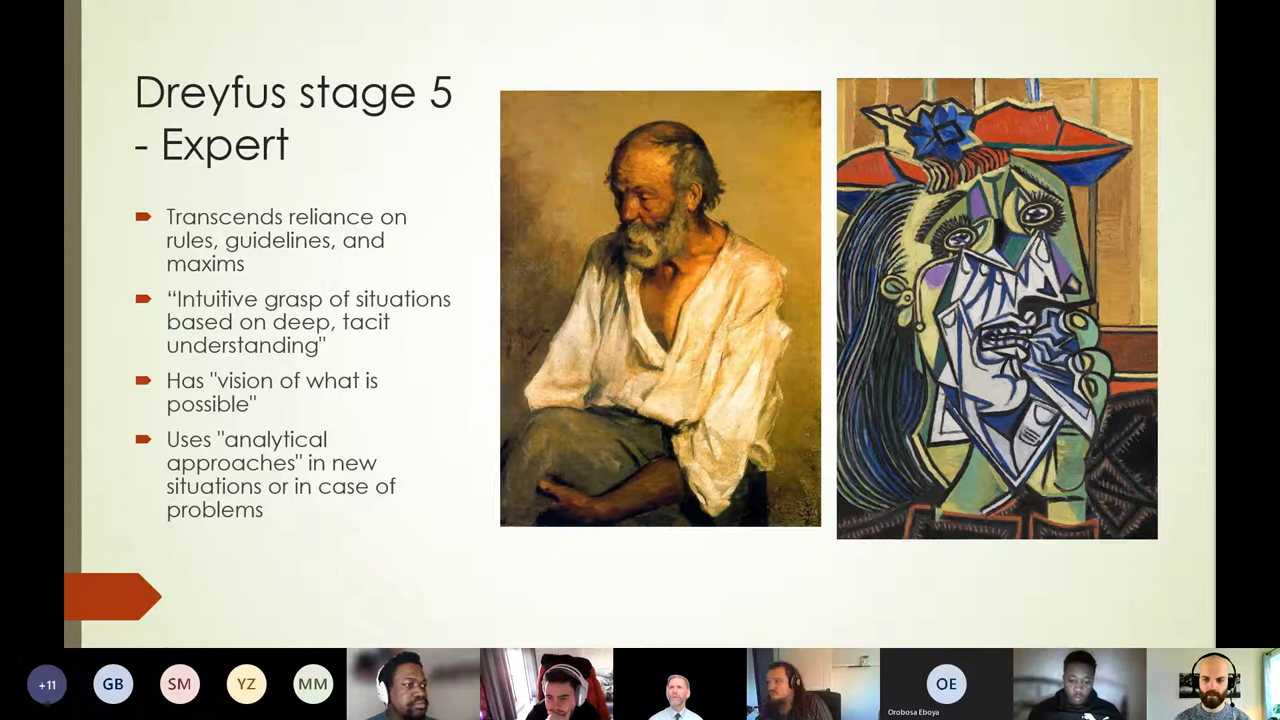 Dreyfus stage 5
- Expert
Transcends reliance on
rules, guidelines, and
maxims
“Intuitive grasp of situations
based on deep, tacit
understanding"
Has "vision of what is
possible"
Uses "analytical
approaches" in new
situations or in case of
problems
+11
GB
SM
YZ
MM
OE
Orobosa Eboya